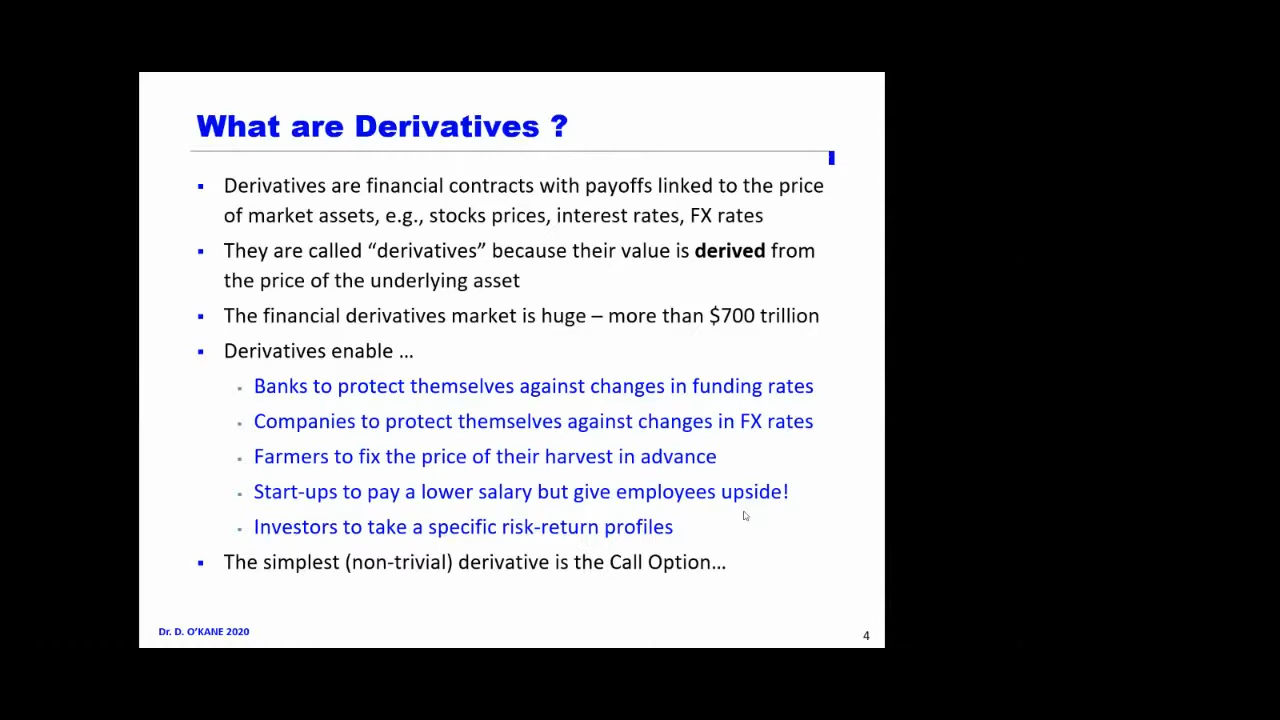 What are Derivatives ?
Derivatives are financial contracts with payoffs linked to the price
of market assets, e.g., stocks prices, interest rates, FX rates
They are called “derivatives” because their value is derived from
the price of the underlying asset
The financial derivatives market is huge – more than $700 trillion
Derivatives enable …
Banks to protect themselves against changes in funding rates
Companies to protect themselves against changes in FX rates
Farmers to fix the price of their harvest in advance
Start-ups to pay a lower salary but give employees upside!
Investors to take a specific risk-return profiles
The simplest (non-trivial) derivative is the Call Option…
Dr. D. O’KANE 2020
4